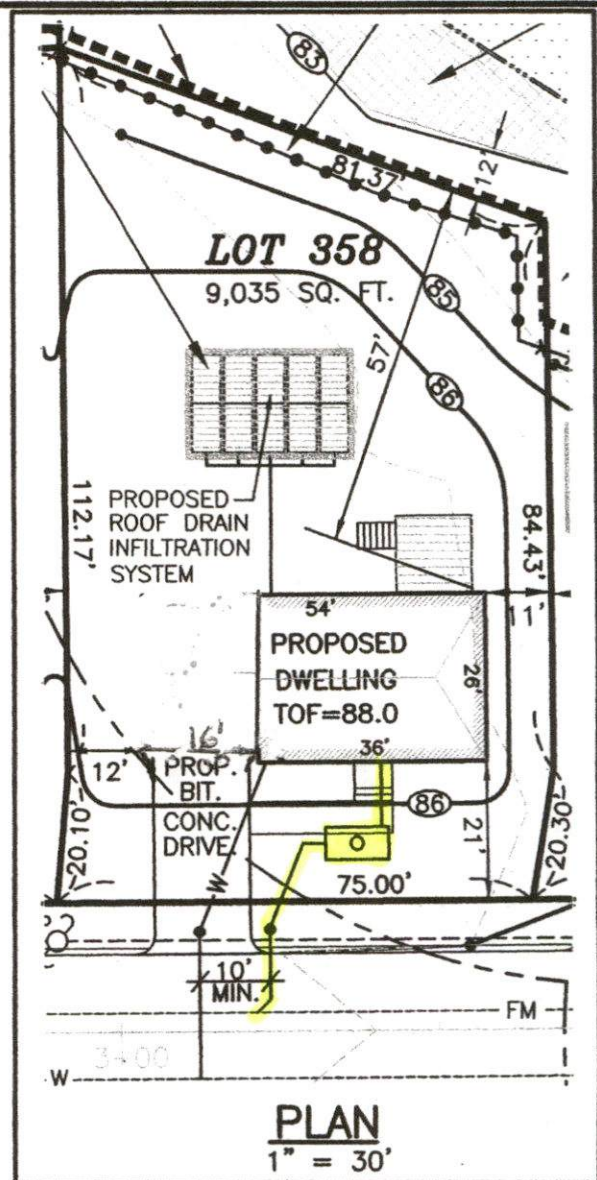 83
12'
81.37'
LOT 358
9,035 SQ. FT.
85
57'
86
112.17'
PROPOSED
ROOF DRAIN
INFILTRATION
SYSTEM
84.43'
54'
11'
PROPOSED
DWELLING
TOF=88.0
26'
36'
16'
12'
PROP.
BIT.
CONC.
DRIVE
86
21'
20.10'
20.30'
W
75.00'
10'
MIN.
FM
3+00
W
PLAN
1" = 30'